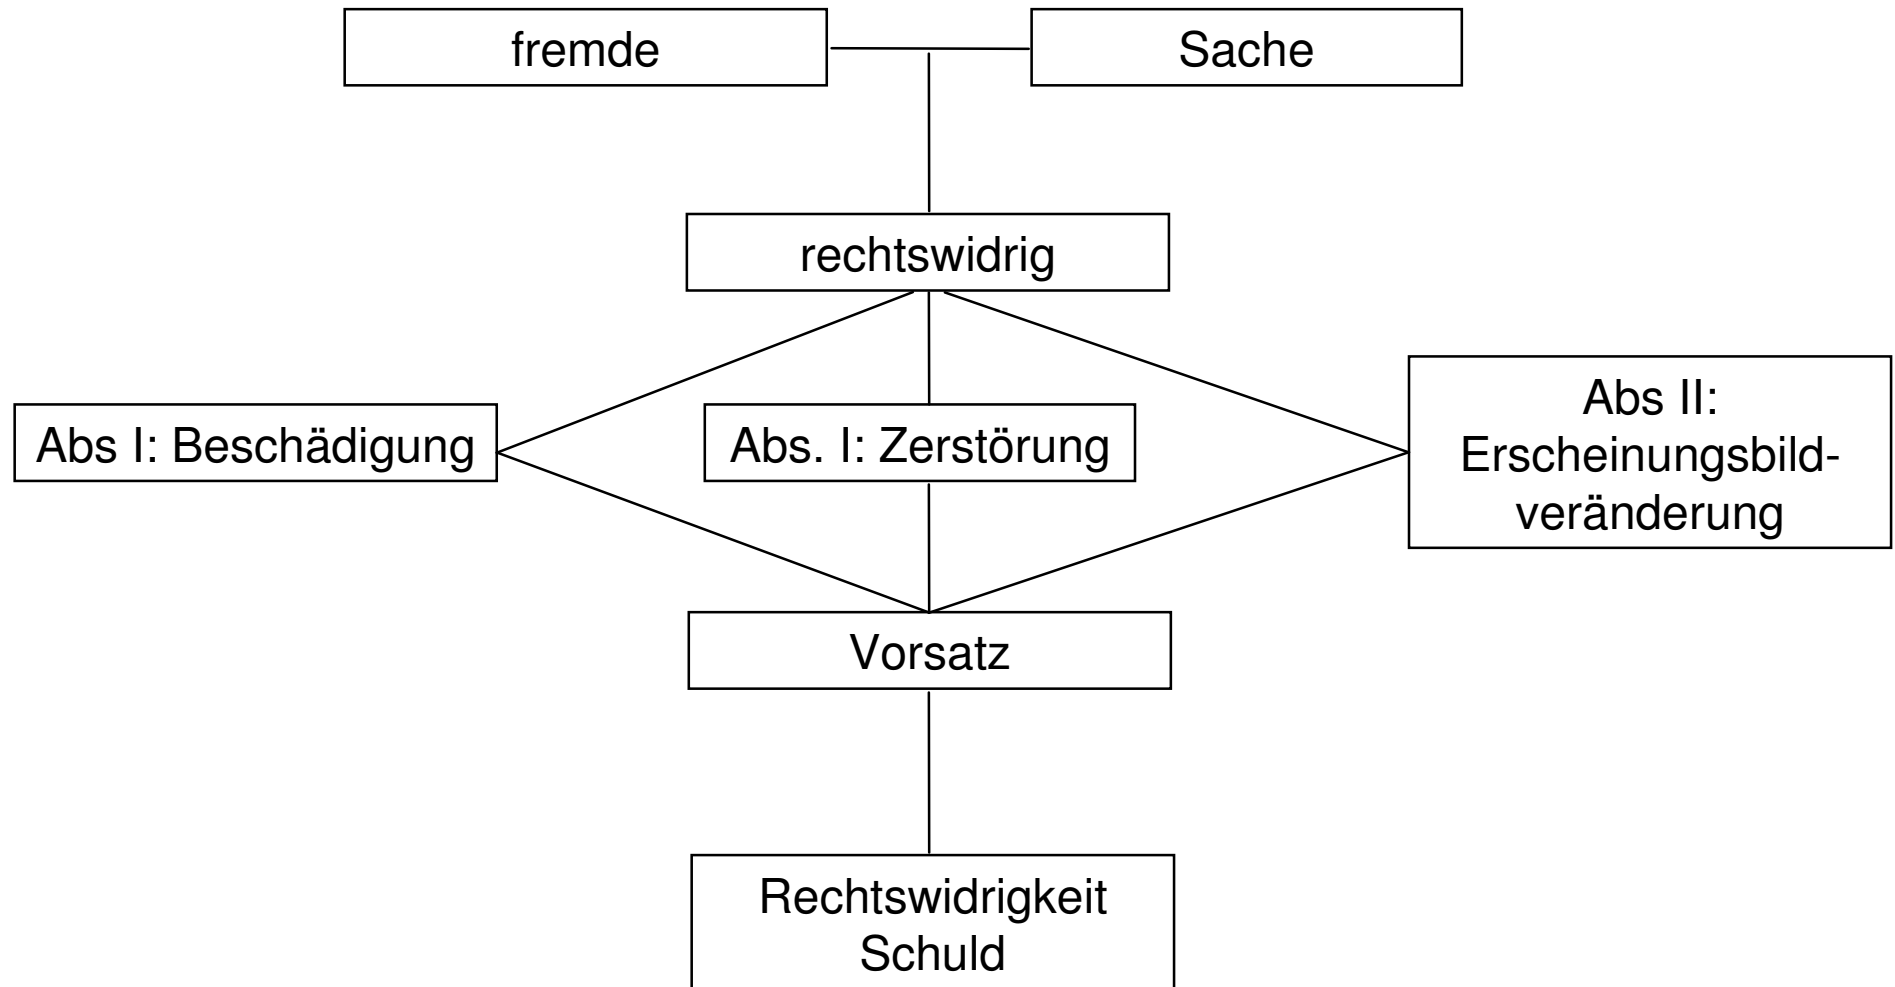 fremde
Sache
rechtswidrig
Abs I: Beschädigung
Abs. I: Zerstörung
Abs II:
Erscheinungsbild-
veränderung
Vorsatz
Rechtswidrigkeit
Schuld